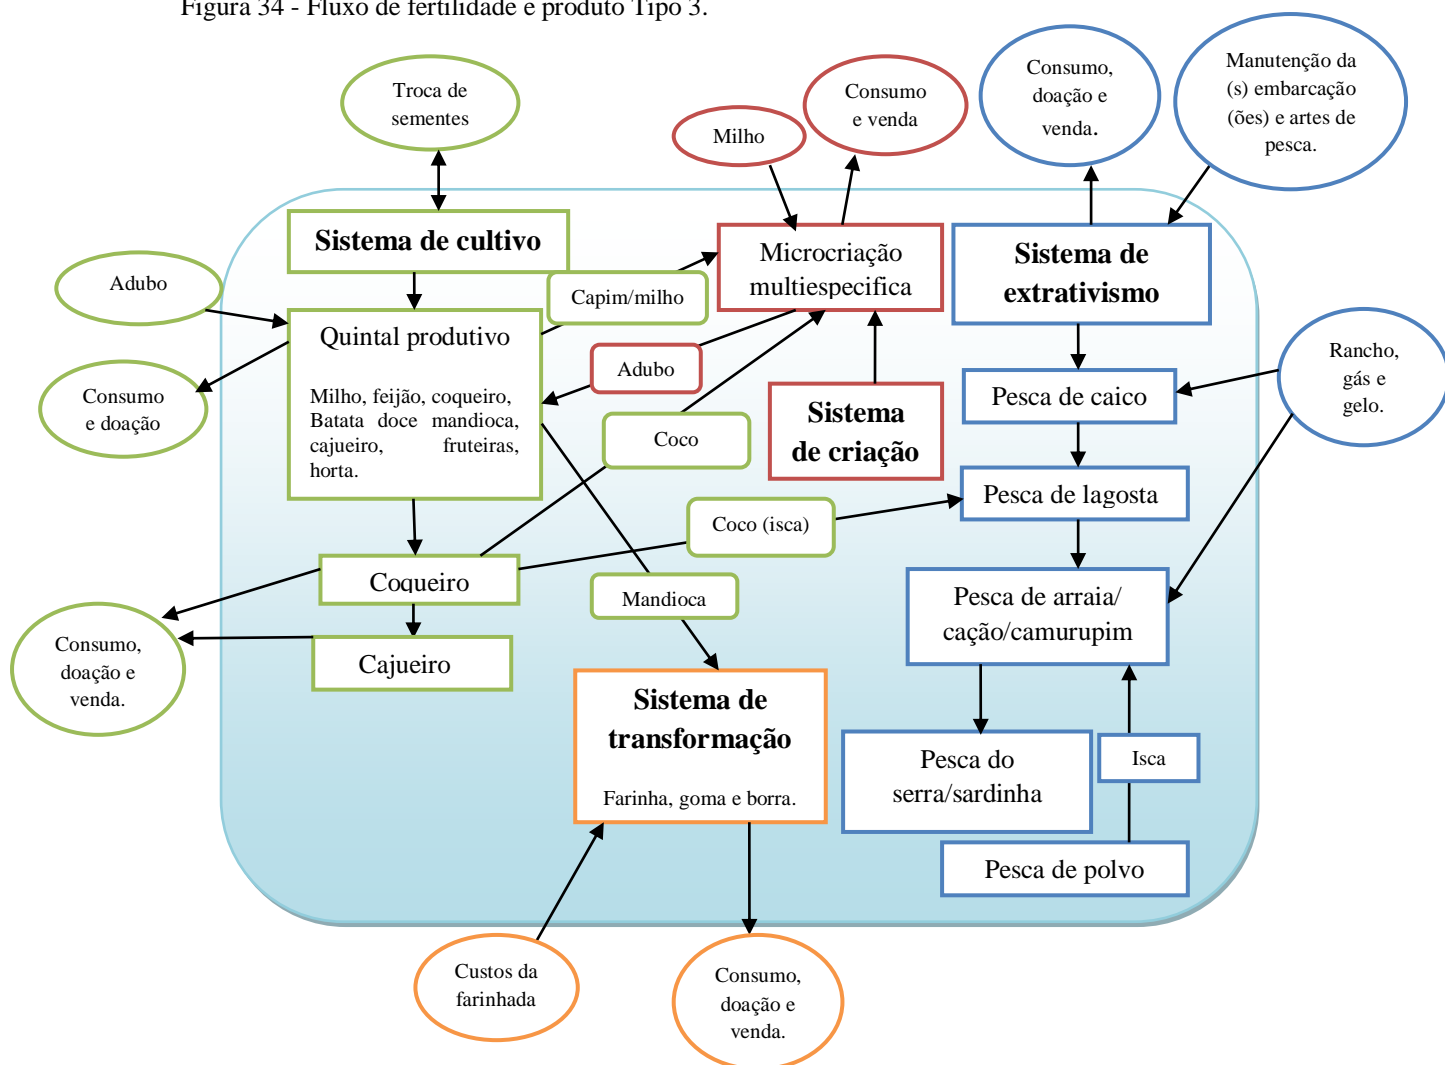 Figura 34 - Fluxo de fertilidade e produto Tipo 3.
Troca de
sementes
Milho
Consumo
e venda
Consumo,
doação e
venda.
Manutenção da
(s) embarcação
(ões) e artes de
pesca.
Sistema de cultivo
Microcriação
multiespecifica
Sistema de
extrativismo
Adubo
Capim/milho
Quintal produtivo
Milho, feijão, coqueiro,
Batata doce mandioca,
cajueiro, fruteiras,
horta.
Consumo
e doação
Adubo
Coco
Sistema
de criação
Pesca de caico
Rancho,
gás e
gelo.
Pesca de lagosta
Coco (isca)
Coqueiro
Mandioca
Pesca de arraia/
cação/camurupim
Consumo,
doação e
venda.
Cajueiro
Sistema de
transformação
Farinha, goma e borra.
Pesca do
serra/sardinha
Isca
Pesca de polvo
Custos da
farinhada
Consumo,
doação e
venda.